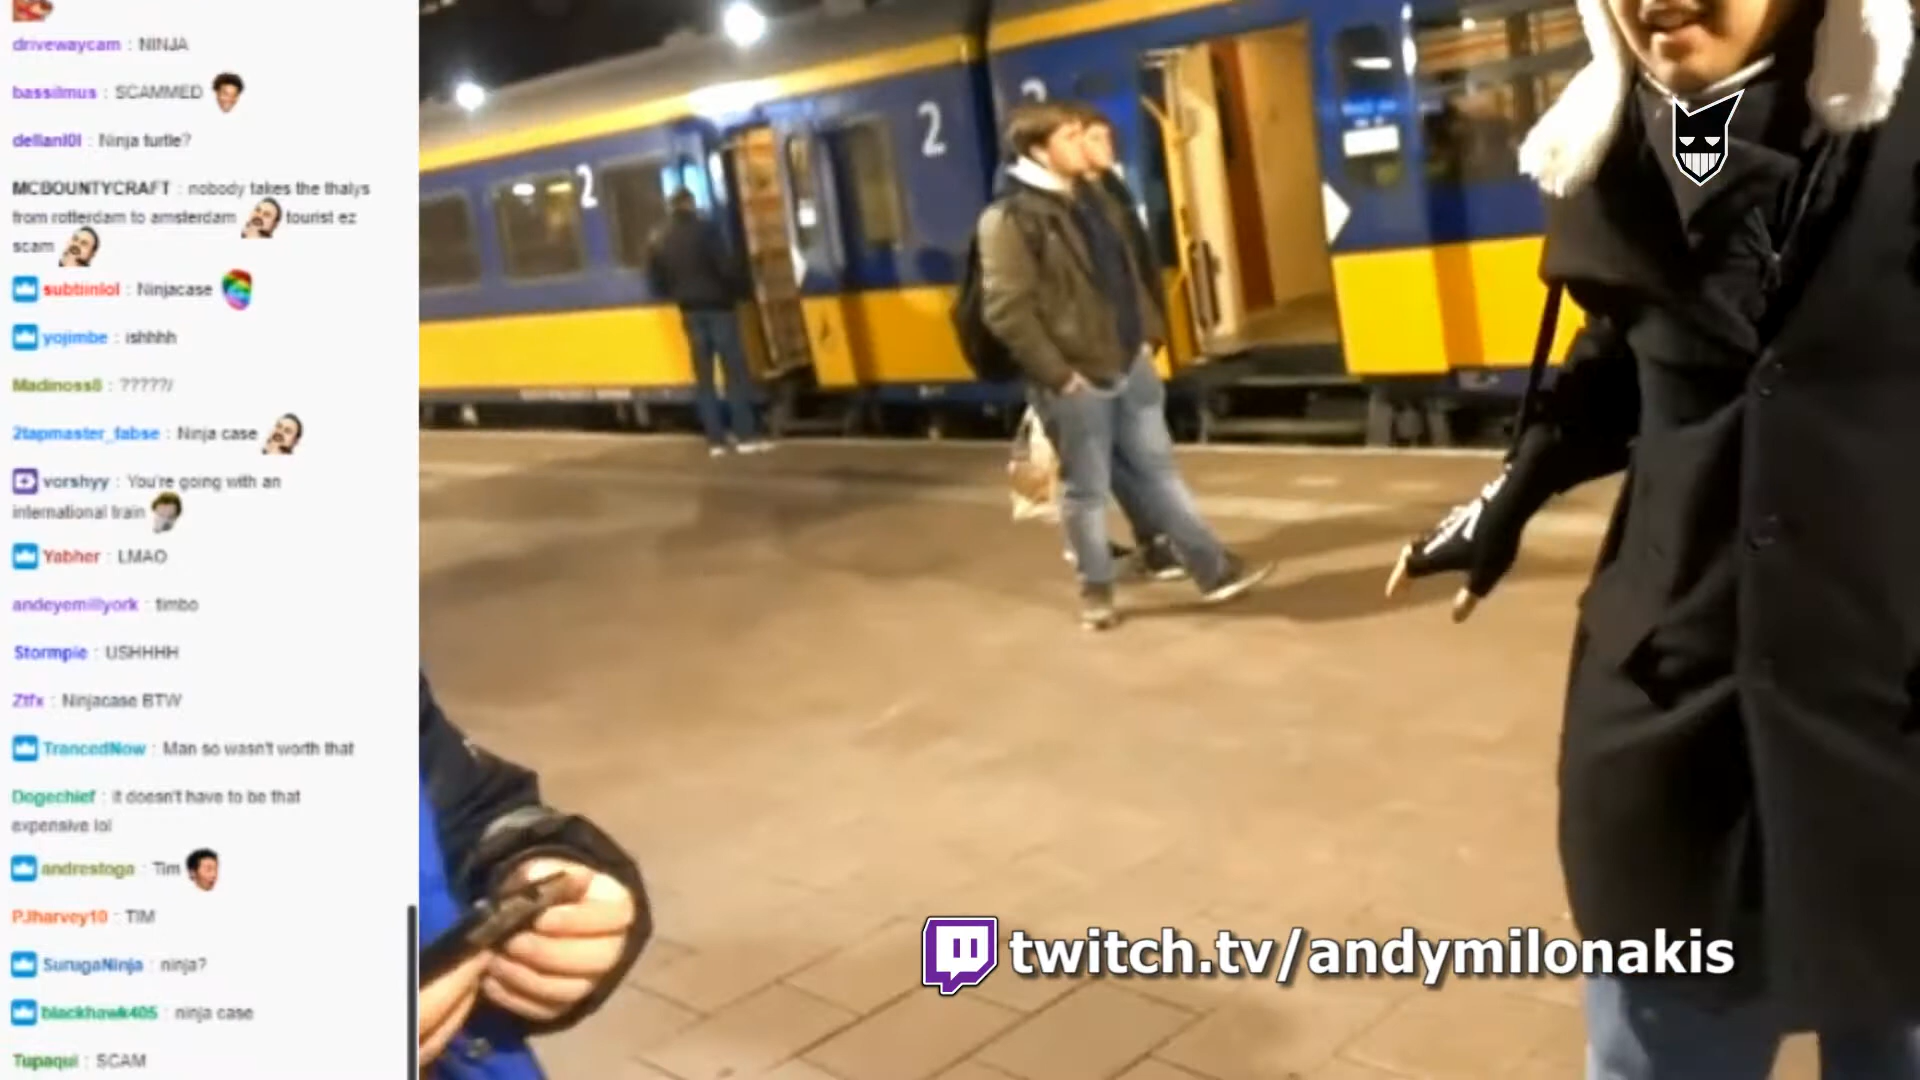 drivewaycam : NINJA
bassilmus : SCAMMED
dellanl0l : Ninja turtle?
MCBOUNTYCRAFT : nobody takes the thalys
from rotterdam to amsterdam tourist ez
scam
subtiinlol : Ninjacase
yojimbe : ishhhh
Madinoss8 : ?????/
2tapmaster_fabse : Ninja case
vorshyy : You're going with an
international train
Yabher : LMAO
andeyemillyork : timbo
Stormpie : USHHHH
Ztfx : Ninjacase BTW
TrancedNow : Man so wasn't worth that
Dogechief : it doesn't have to be that
expensive lol
andrestoga : Tim
PJharvey10 : TIM
SurugaNinja : ninja?
blackhawk405 : ninja case
Tupaqui : SCAM
2
2
2
twitch.tv/andymilonakis